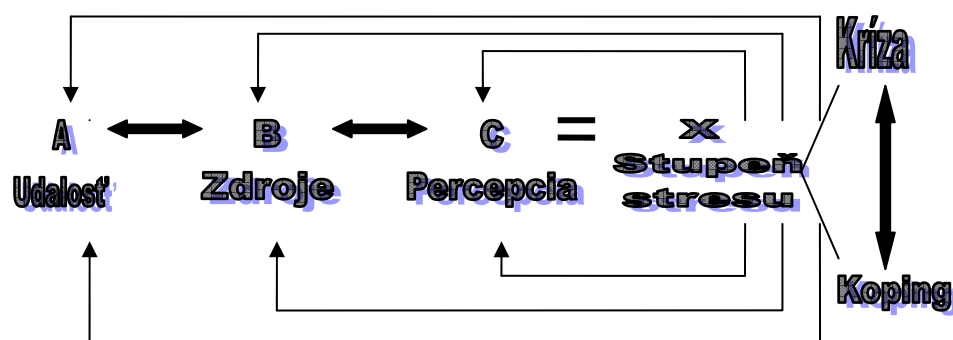 Kríza
A B C = x
Stupeň
Udalosť Zdroje Percepcia stresu
Koping